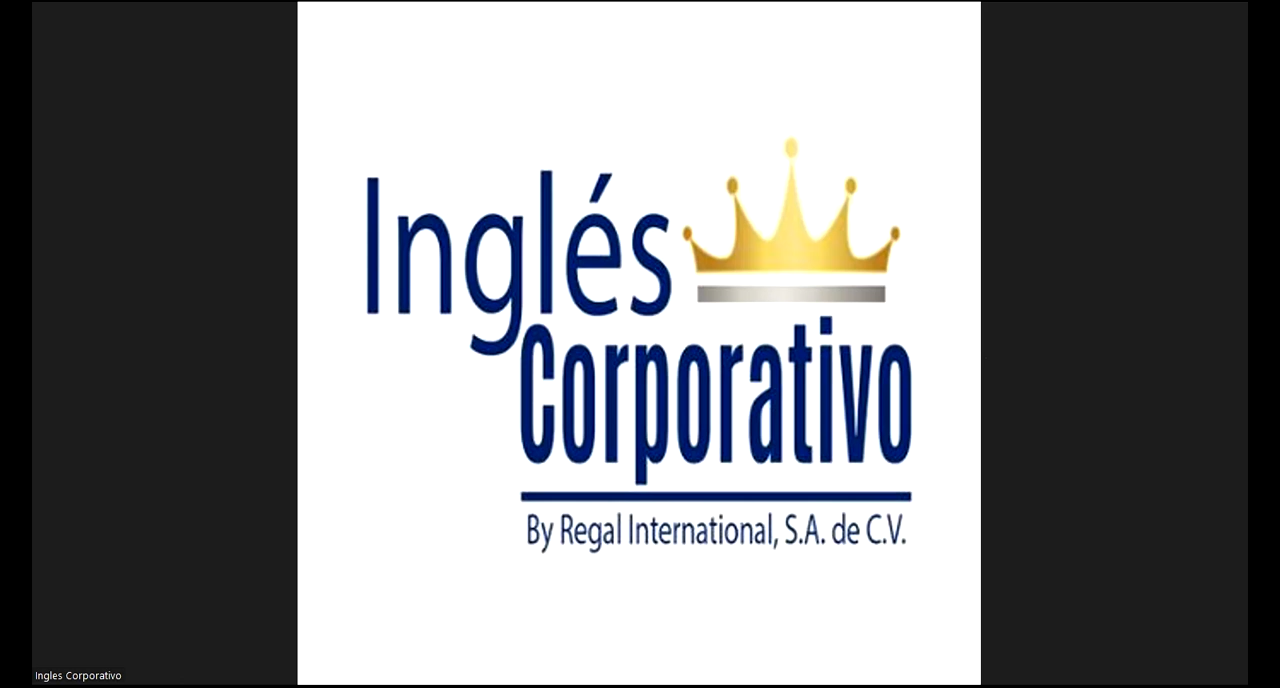 Inglés
Corporativo
By Regal International, S.A. de C.V.
Ingles Corporativo